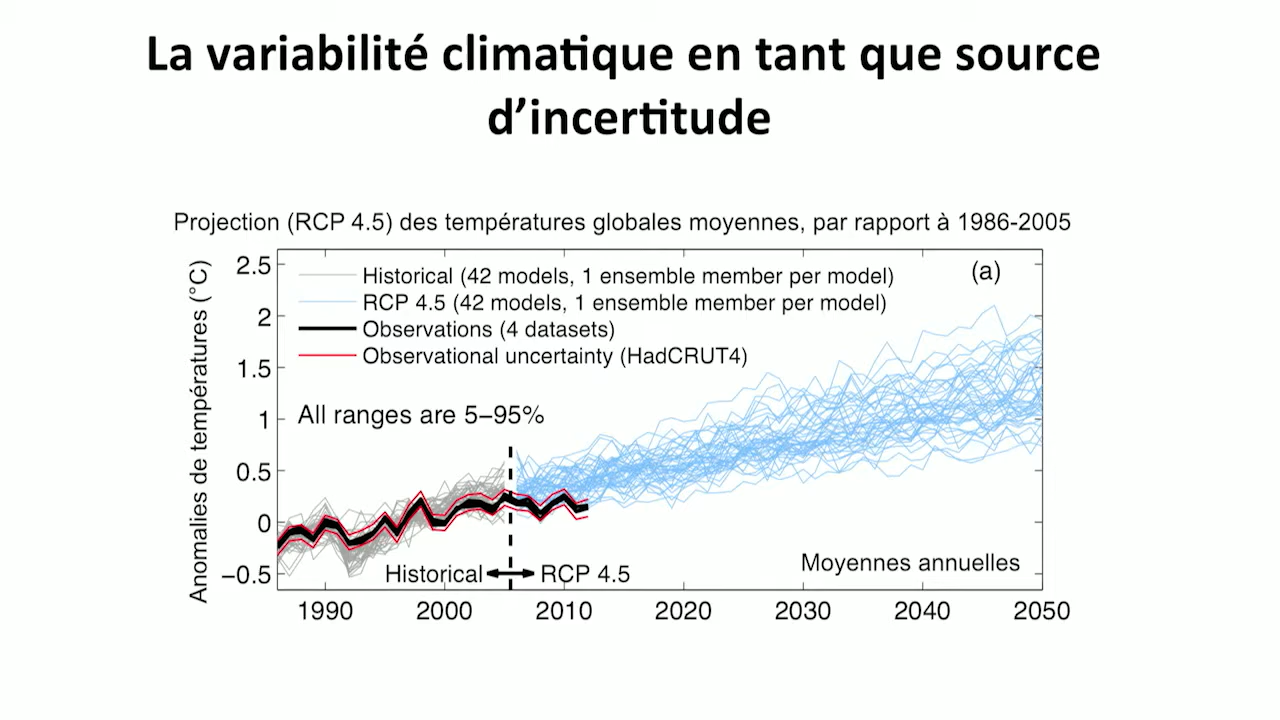 La variabilité climatique en tant que source
d'incertitude
Projection (RCP 4.5) des températures globales moyennes, par rapport à 1986-2005
Anomalies de températures (°C)
2.5
2
1.5
1
0.5
0
−0.5
Historical (42 models, 1 ensemble member per model)
RCP 4.5 (42 models, 1 ensemble member per model)
Observations (4 datasets)
Observational uncertainty (HadCRUT4)
(a)
All ranges are 5−95%
Historical RCP 4.5
Moyennes annuelles
1990 2000 2010 2020 2030 2040 2050